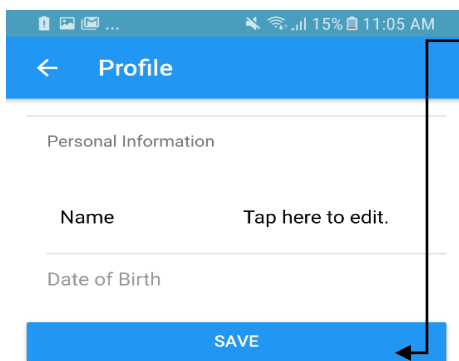 ... 15% 11:05 AM
Profile
Personal Information
Name Tap here to edit.
Date of Birth
SAVE